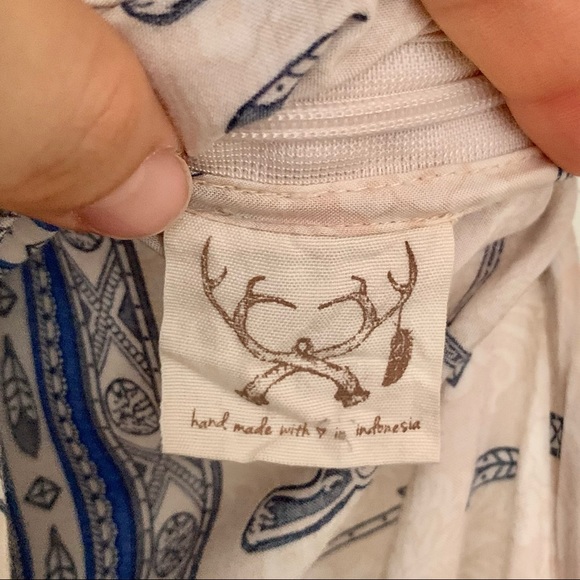 hand made with ♡ in indonesia